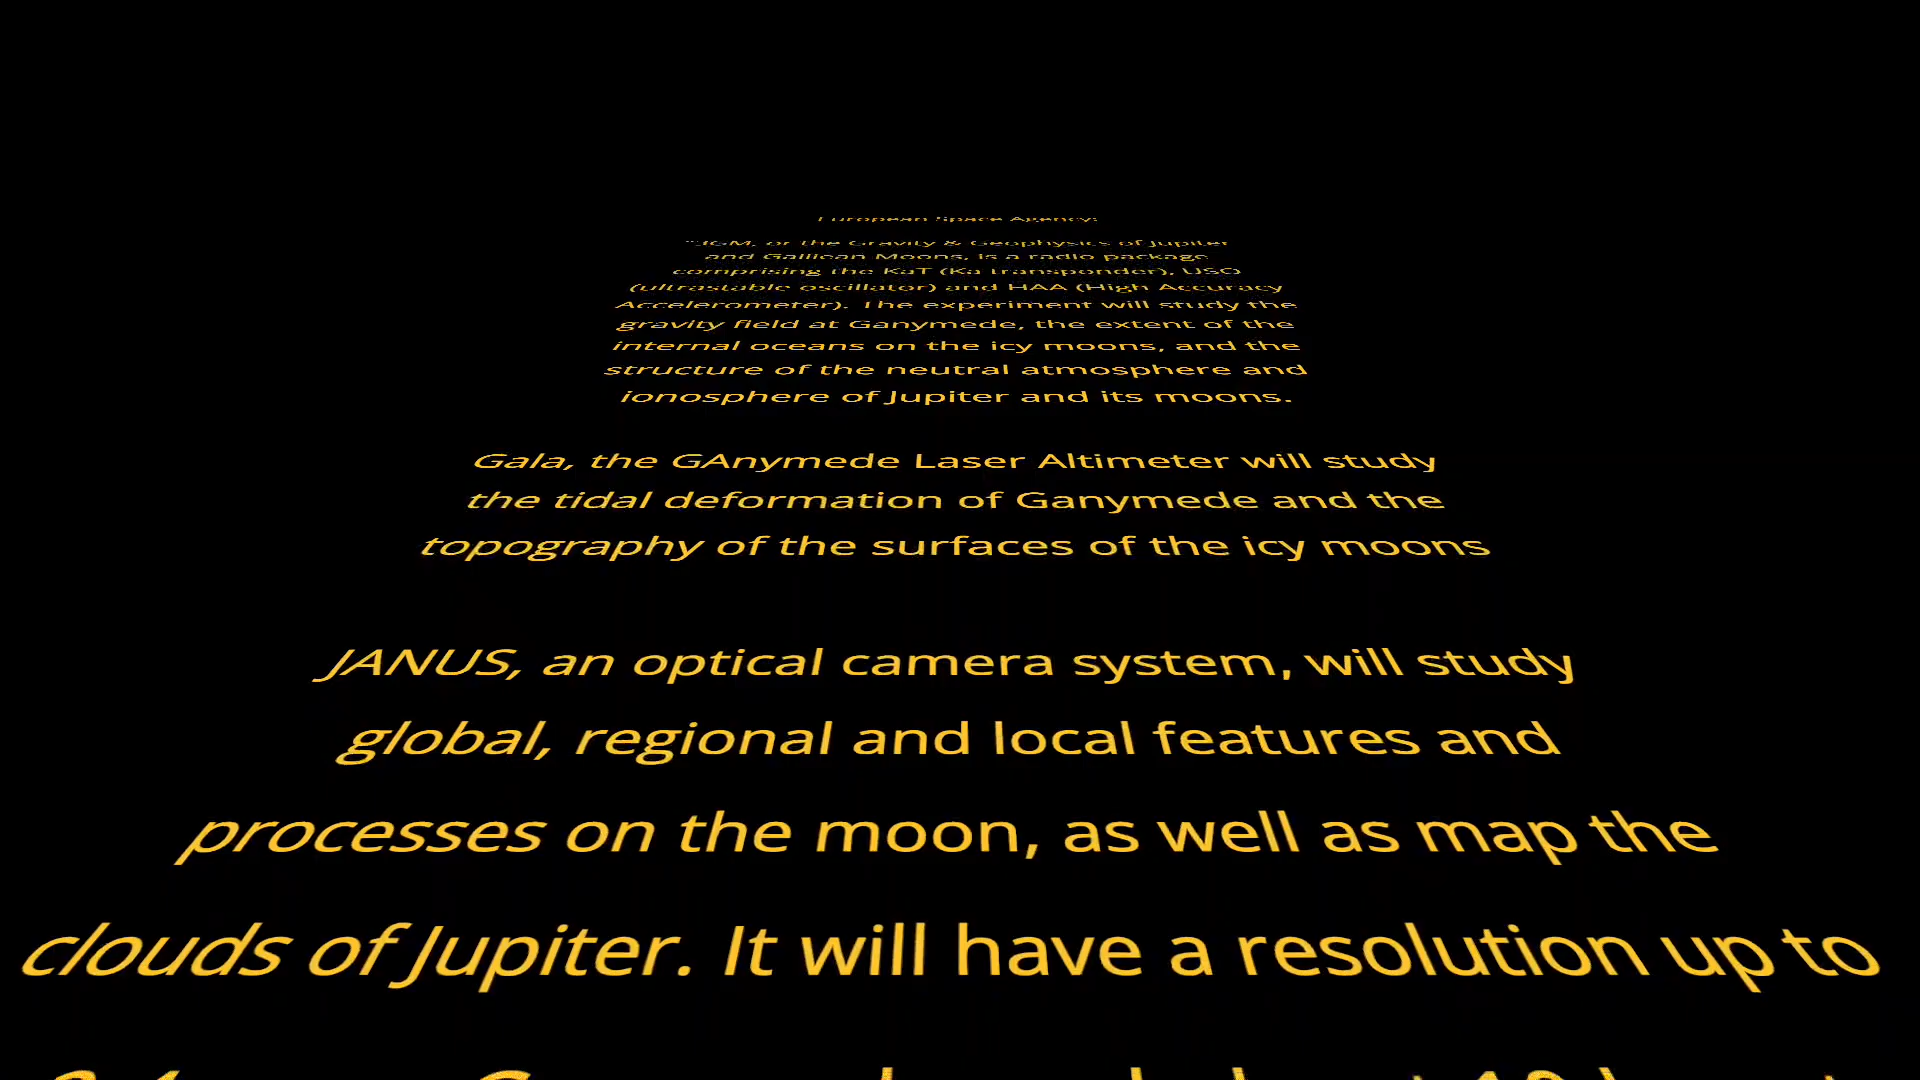 European Space Agency:
"3GM, or the Gravity & Geophysics of Jupiter
and Galilean Moons, is a radio package
comprising the KaT (Ka Transponder), USO
(ultrastable oscillator) and HAA (High Accuracy
Accelerometer). The experiment will study the
gravity field at Ganymede, the extent of the
internal oceans on the icy moons, and the
structure of the neutral atmosphere and
ionosphere of Jupiter and its moons.
Gala, the GAnymede Laser Altimeter will study
the tidal deformation of Ganymede and the
topography of the surfaces of the icy moons
JANUS, an optical camera system, will study
global, regional and local features and
processes on the moon, as well as map the
clouds of Jupiter. It will have a resolution up to